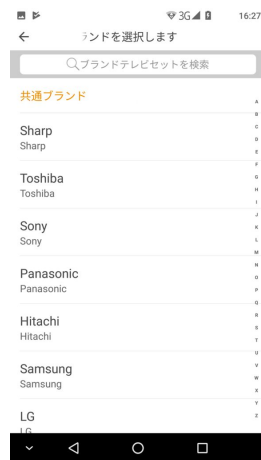 3G 16:27
ランドを選択します
ブランドテレビセットを検索
共通ブランド
Sharp
Sharp
Toshiba
Toshiba
Sony
Sony
Panasonic
Panasonic
Hitachi
Hitachi
Samsung
Samsung
LG
LG
A
B
C
D
E
F
G
H
I
J
K
L
M
N
O
P
Q
R
S
T
U
V
W
X
Y
Z